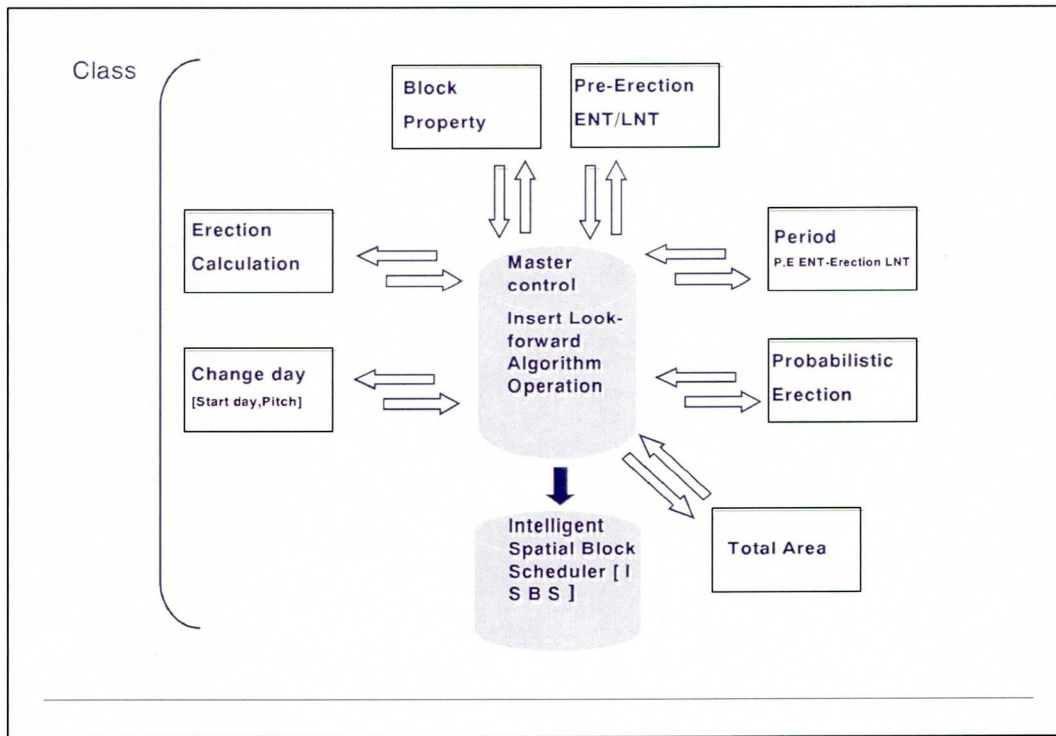 Class
Block
Property
Pre-Erection
ENT/LNT
Erection
Calculation
Period
P.E ENT-Erection LNT
Master
control
Insert Look-
forward
Algorithm
Operation
Change day
[Start day,Pitch]
Probabilistic
Erection
Intelligent
Spatial Block
Scheduler [ I
S B S ]
Total Area